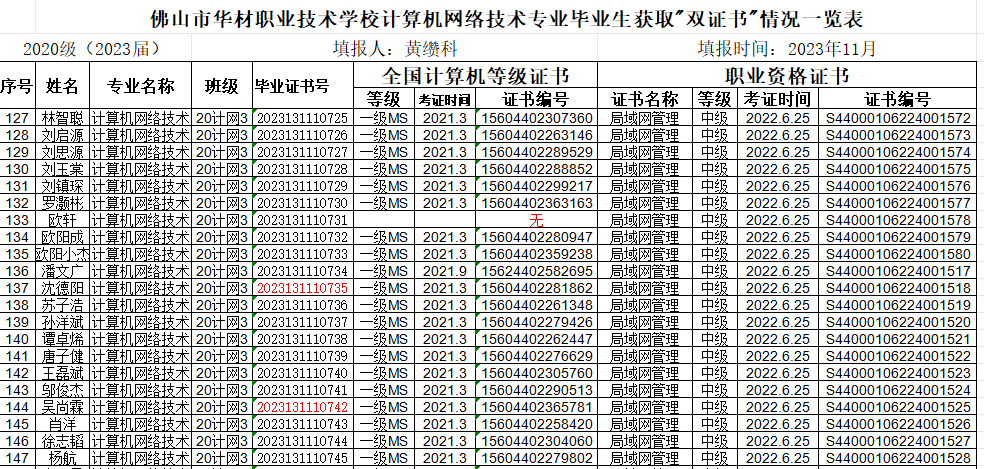 佛山市华材职业技术学校计算机网络技术专业毕业生获取"双证书"情况一览表
2020级（2023届） 填报人：黄缵科 填报时间：2023年11月
序号 姓名 专业名称 班级 毕业证书号 全国计算机等级证书 职业资格证书
等级 考证时间 证书编号 证书名称 等级 考证时间 证书编号
127 林智聪 计算机网络技术 20计网3 2023131110725 一级MS 2021.3 15604402307360 局域网管理 中级 2022.6.25 S44000106224001572
128 刘启源 计算机网络技术 20计网3 2023131110726 一级MS 2021.3 15604402263146 局域网管理 中级 2022.6.25 S44000106224001573
129 刘思源 计算机网络技术 20计网3 2023131110727 一级MS 2021.3 15604402289529 局域网管理 中级 2022.6.25 S44000106224001574
130 刘玉棠 计算机网络技术 20计网3 2023131110728 一级MS 2021.3 15604402288852 局域网管理 中级 2022.6.25 S44000106224001575
131 刘镇琛 计算机网络技术 20计网3 2023131110729 一级MS 2021.3 15604402299217 局域网管理 中级 2022.6.25 S44000106224001576
132 罗灏彬 计算机网络技术 20计网3 2023131110730 一级MS 2021.3 15604402363163 局域网管理 中级 2022.6.25 S44000106224001577
133 欧轩 计算机网络技术 20计网3 2023131110731 无 局域网管理 中级 2022.6.25 S44000106224001578
134 欧阳成 计算机网络技术 20计网3 2023131110732 一级MS 2021.3 15604402280947 局域网管理 中级 2022.6.25 S44000106224001579
135 欧阳小杰 计算机网络技术 20计网3 2023131110733 一级MS 2021.3 15604402359238 局域网管理 中级 2022.6.25 S44000106224001580
136 潘文广 计算机网络技术 20计网3 2023131110734 一级MS 2021.9 15624402582695 局域网管理 中级 2022.6.25 S44000106224001517
137 沈德阳 计算机网络技术 20计网3 2023131110735 一级MS 2021.3 15604402281862 局域网管理 中级 2022.6.25 S44000106224001518
138 苏子浩 计算机网络技术 20计网3 2023131110736 一级MS 2021.3 15604402261348 局域网管理 中级 2022.6.25 S44000106224001519
139 孙洋斌 计算机网络技术 20计网3 2023131110737 一级MS 2021.3 15604402279426 局域网管理 中级 2022.6.25 S44000106224001520
140 谭卓烯 计算机网络技术 20计网3 2023131110738 一级MS 2021.3 15604402262447 局域网管理 中级 2022.6.25 S44000106224001521
141 唐子健 计算机网络技术 20计网3 2023131110739 一级MS 2021.3 15604402276629 局域网管理 中级 2022.6.25 S44000106224001522
142 王磊斌 计算机网络技术 20计网3 2023131110740 一级MS 2021.3 15604402305760 局域网管理 中级 2022.6.25 S44000106224001523
143 邬俊杰 计算机网络技术 20计网3 2023131110741 一级MS 2021.3 15604402290513 局域网管理 中级 2022.6.25 S44000106224001524
144 吴尚霖 计算机网络技术 20计网3 2023131110742 一级MS 2021.3 15604402365781 局域网管理 中级 2022.6.25 S44000106224001525
145 肖洋 计算机网络技术 20计网3 2023131110743 一级MS 2021.3 15604402258420 局域网管理 中级 2022.6.25 S44000106224001526
146 徐志韬 计算机网络技术 20计网3 2023131110744 一级MS 2021.3 15604402304060 局域网管理 中级 2022.6.25 S44000106224001527
147 杨航 计算机网络技术 20计网3 2023131110745 一级MS 2021.3 15604402279802 局域网管理 中级 2022.6.25 S44000106224001528